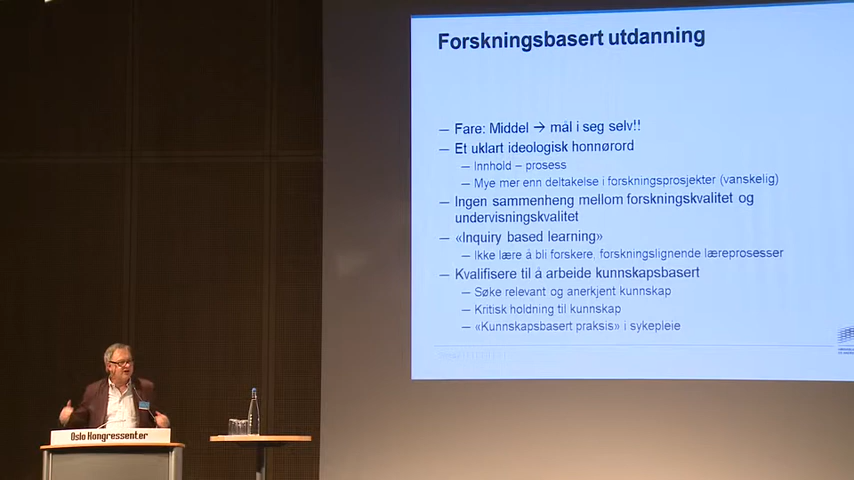 Forskningsbasert utdanning
— Fare: Middel → mål i seg selv!!
— Et uklart ideologisk honnørord
— Innhold – prosess
— Mye mer enn deltakelse i forskningsprosjekter (vanskelig)
— Ingen sammenheng mellom forskningskvalitet og
undervisningskvalitet
— «Inquiry based learning»
— Ikke lære å bli forskere, forskningslignende læreprosesser
— Kvalifisere til å arbeide kunnskapsbasert
— Søke relevant og anerkjent kunnskap
— Kritisk holdning til kunnskap
— «Kunnskapsbasert praksis» i sykepleie
Oslo Kongressenter